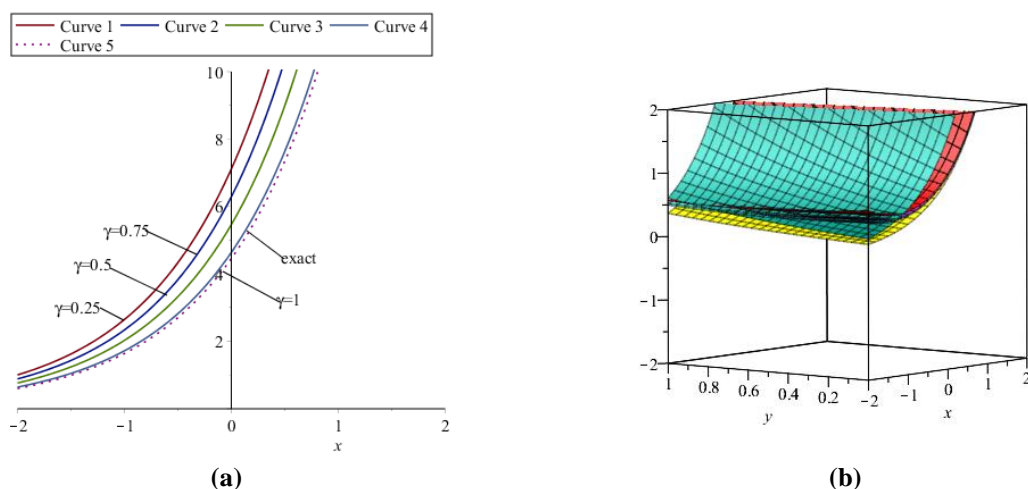 Curve 1 Curve 2 Curve 3 Curve 4
Curve 5
10
8
6
γ=0.75
γ=0.5
exact
4
γ=0.25
γ=1
2
−2 −1 0 1 2
x
(a)
2
1
0
−1
−2
1 0.8 0.6 0.4 0.2 −2 −1 0 1 2
y x
(b)